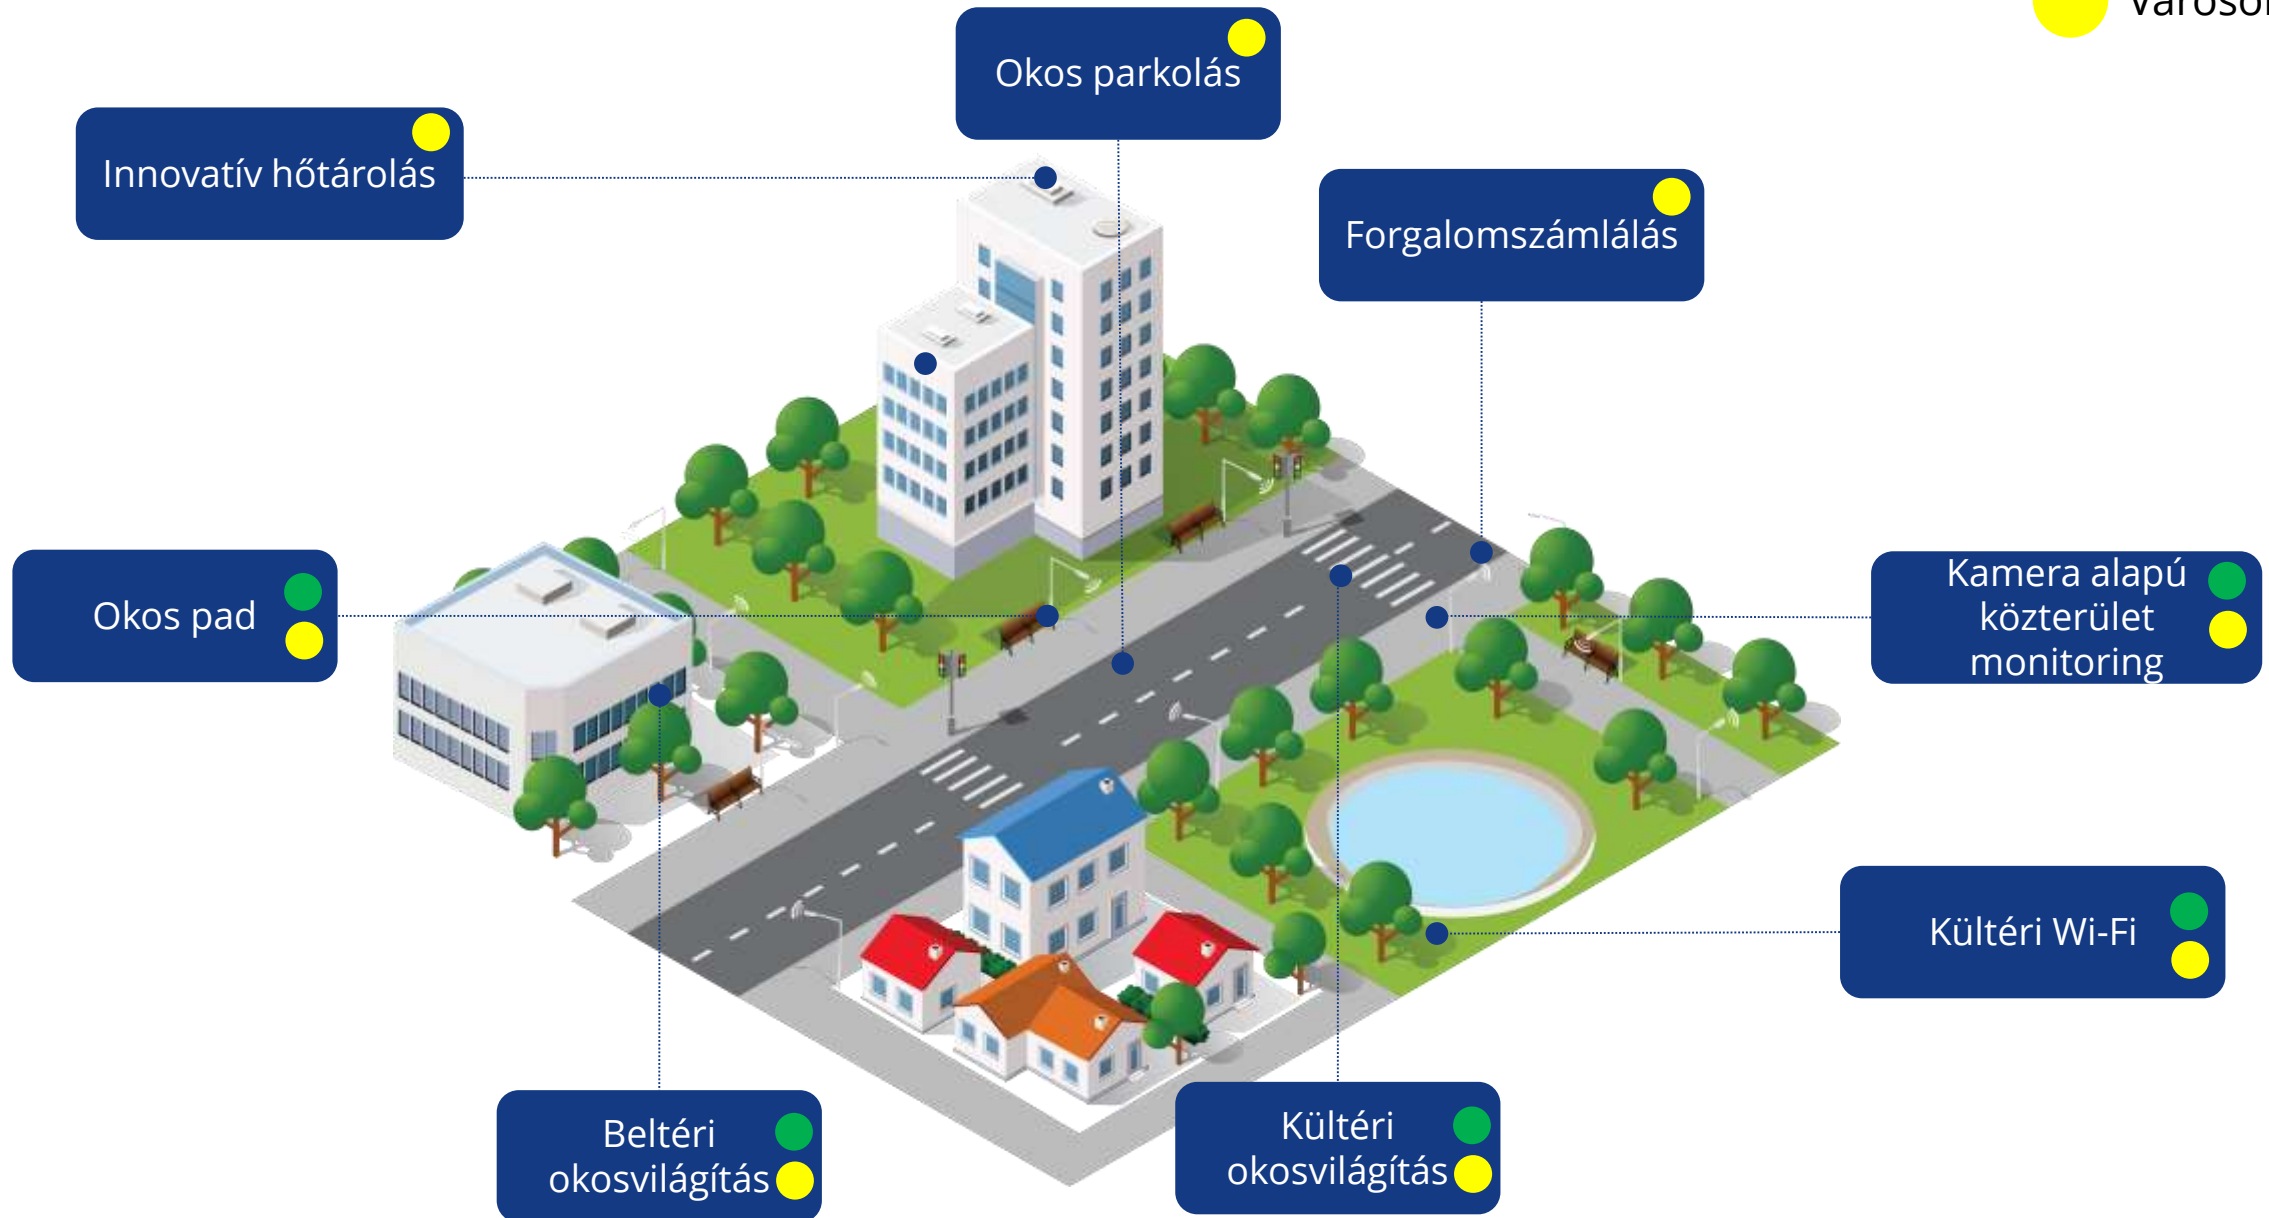 Okos parkolás
Innovatív hőtárolás
Forgalomszámlálás
Okos pad
Kamera alapú
közterület
monitoring
Kültéri Wi-Fi
Beltéri
okosvilágítás
Kültéri
okosvilágítás